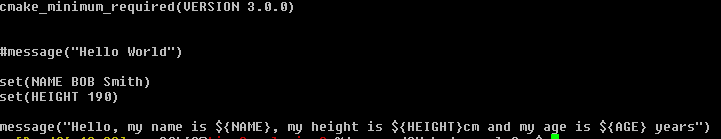 cmake_minimum_required(VERSION 3.0.0)
#message("Hello World")
set(NAME BOB Smith)
set(HEIGHT 190)
message("Hello, my name is ${NAME}, my height is ${HEIGHT}cm and my age is ${AGE} years")